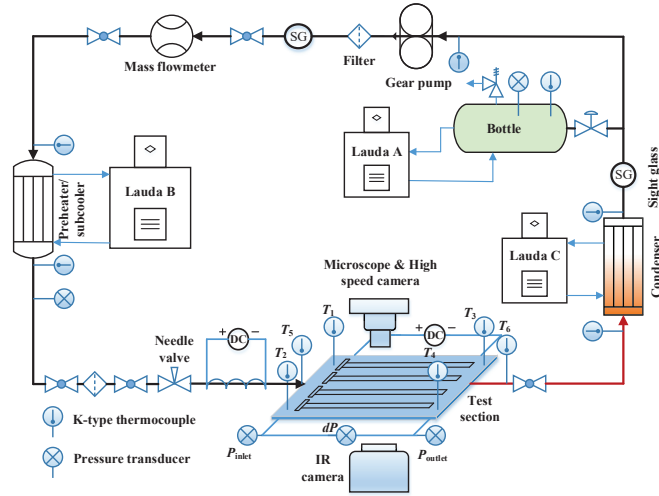 SG
Mass flowmeter
Filter
Gear pump
Bottle
Lauda A
Sight glass
SG
Lauda B
Preheater/
subcooler
Lauda C
Condenser
Microscope & High
speed camera
Needle
valve
+ DC −
T5
T2
T1
+ DC −
T3
T6
T4
Test
section
K-type thermocouple
Pressure transducer
Pinlet
dP
Poutlet
IR
camera